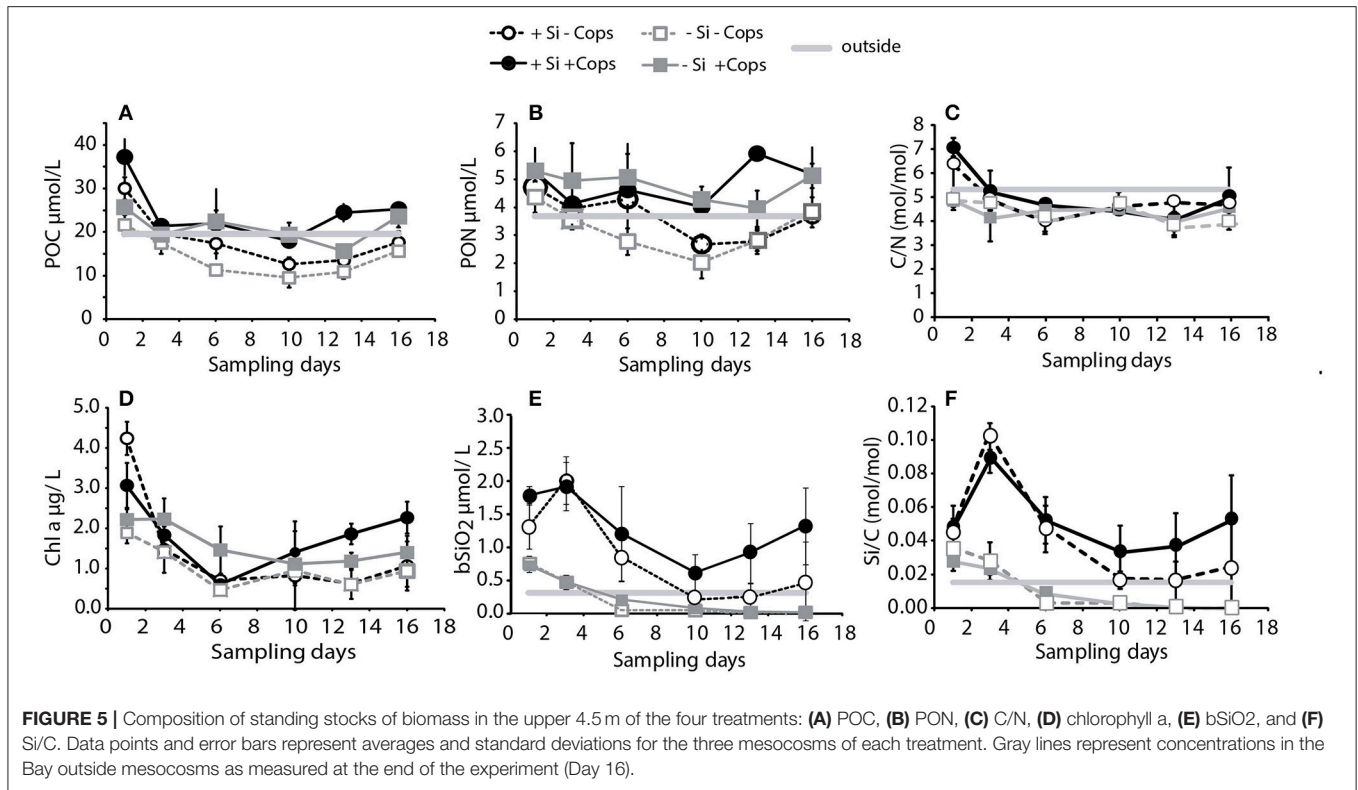 + Si - Cops
- Si - Cops
outside
+ Si +Cops
- Si +Cops
A
POC µmol/L
40
30
20
10
0
0 2 4 6 8 10 12 14 16 18
Sampling days
B
PON µmol/L
7
6
5
4
3
2
1
0
0 2 4 6 8 10 12 14 16 18
Sampling days
C
C/N (mol/mol)
8
7
6
5
4
3
2
1
0
0 2 4 6 8 10 12 14 16 18
Sampling days
D
Chl a µg/ L
5.0
4.0
3.0
2.0
1.0
0.0
0 2 4 6 8 10 12 14 16 18
Sampling days
E
bSiO2 µmol/ L
3.0
2.5
2.0
1.5
1.0
0.5
0.0
0 2 4 6 8 10 12 14 16 18
Sampling days
F
Si/C (mol/mol)
0.12
0.10
0.08
0.06
0.04
0.02
0.00
0 2 4 6 8 10 12 14 16 18
Sampling days
FIGURE 5 | Composition of standing stocks of biomass in the upper 4.5 m of the four treatments: (A) POC, (B) PON, (C) C/N, (D) chlorophyll a, (E) bSiO2, and (F)
Si/C. Data points and error bars represent averages and standard deviations for the three mesocosms of each treatment. Gray lines represent concentrations in the
Bay outside mesocosms as measured at the end of the experiment (Day 16).